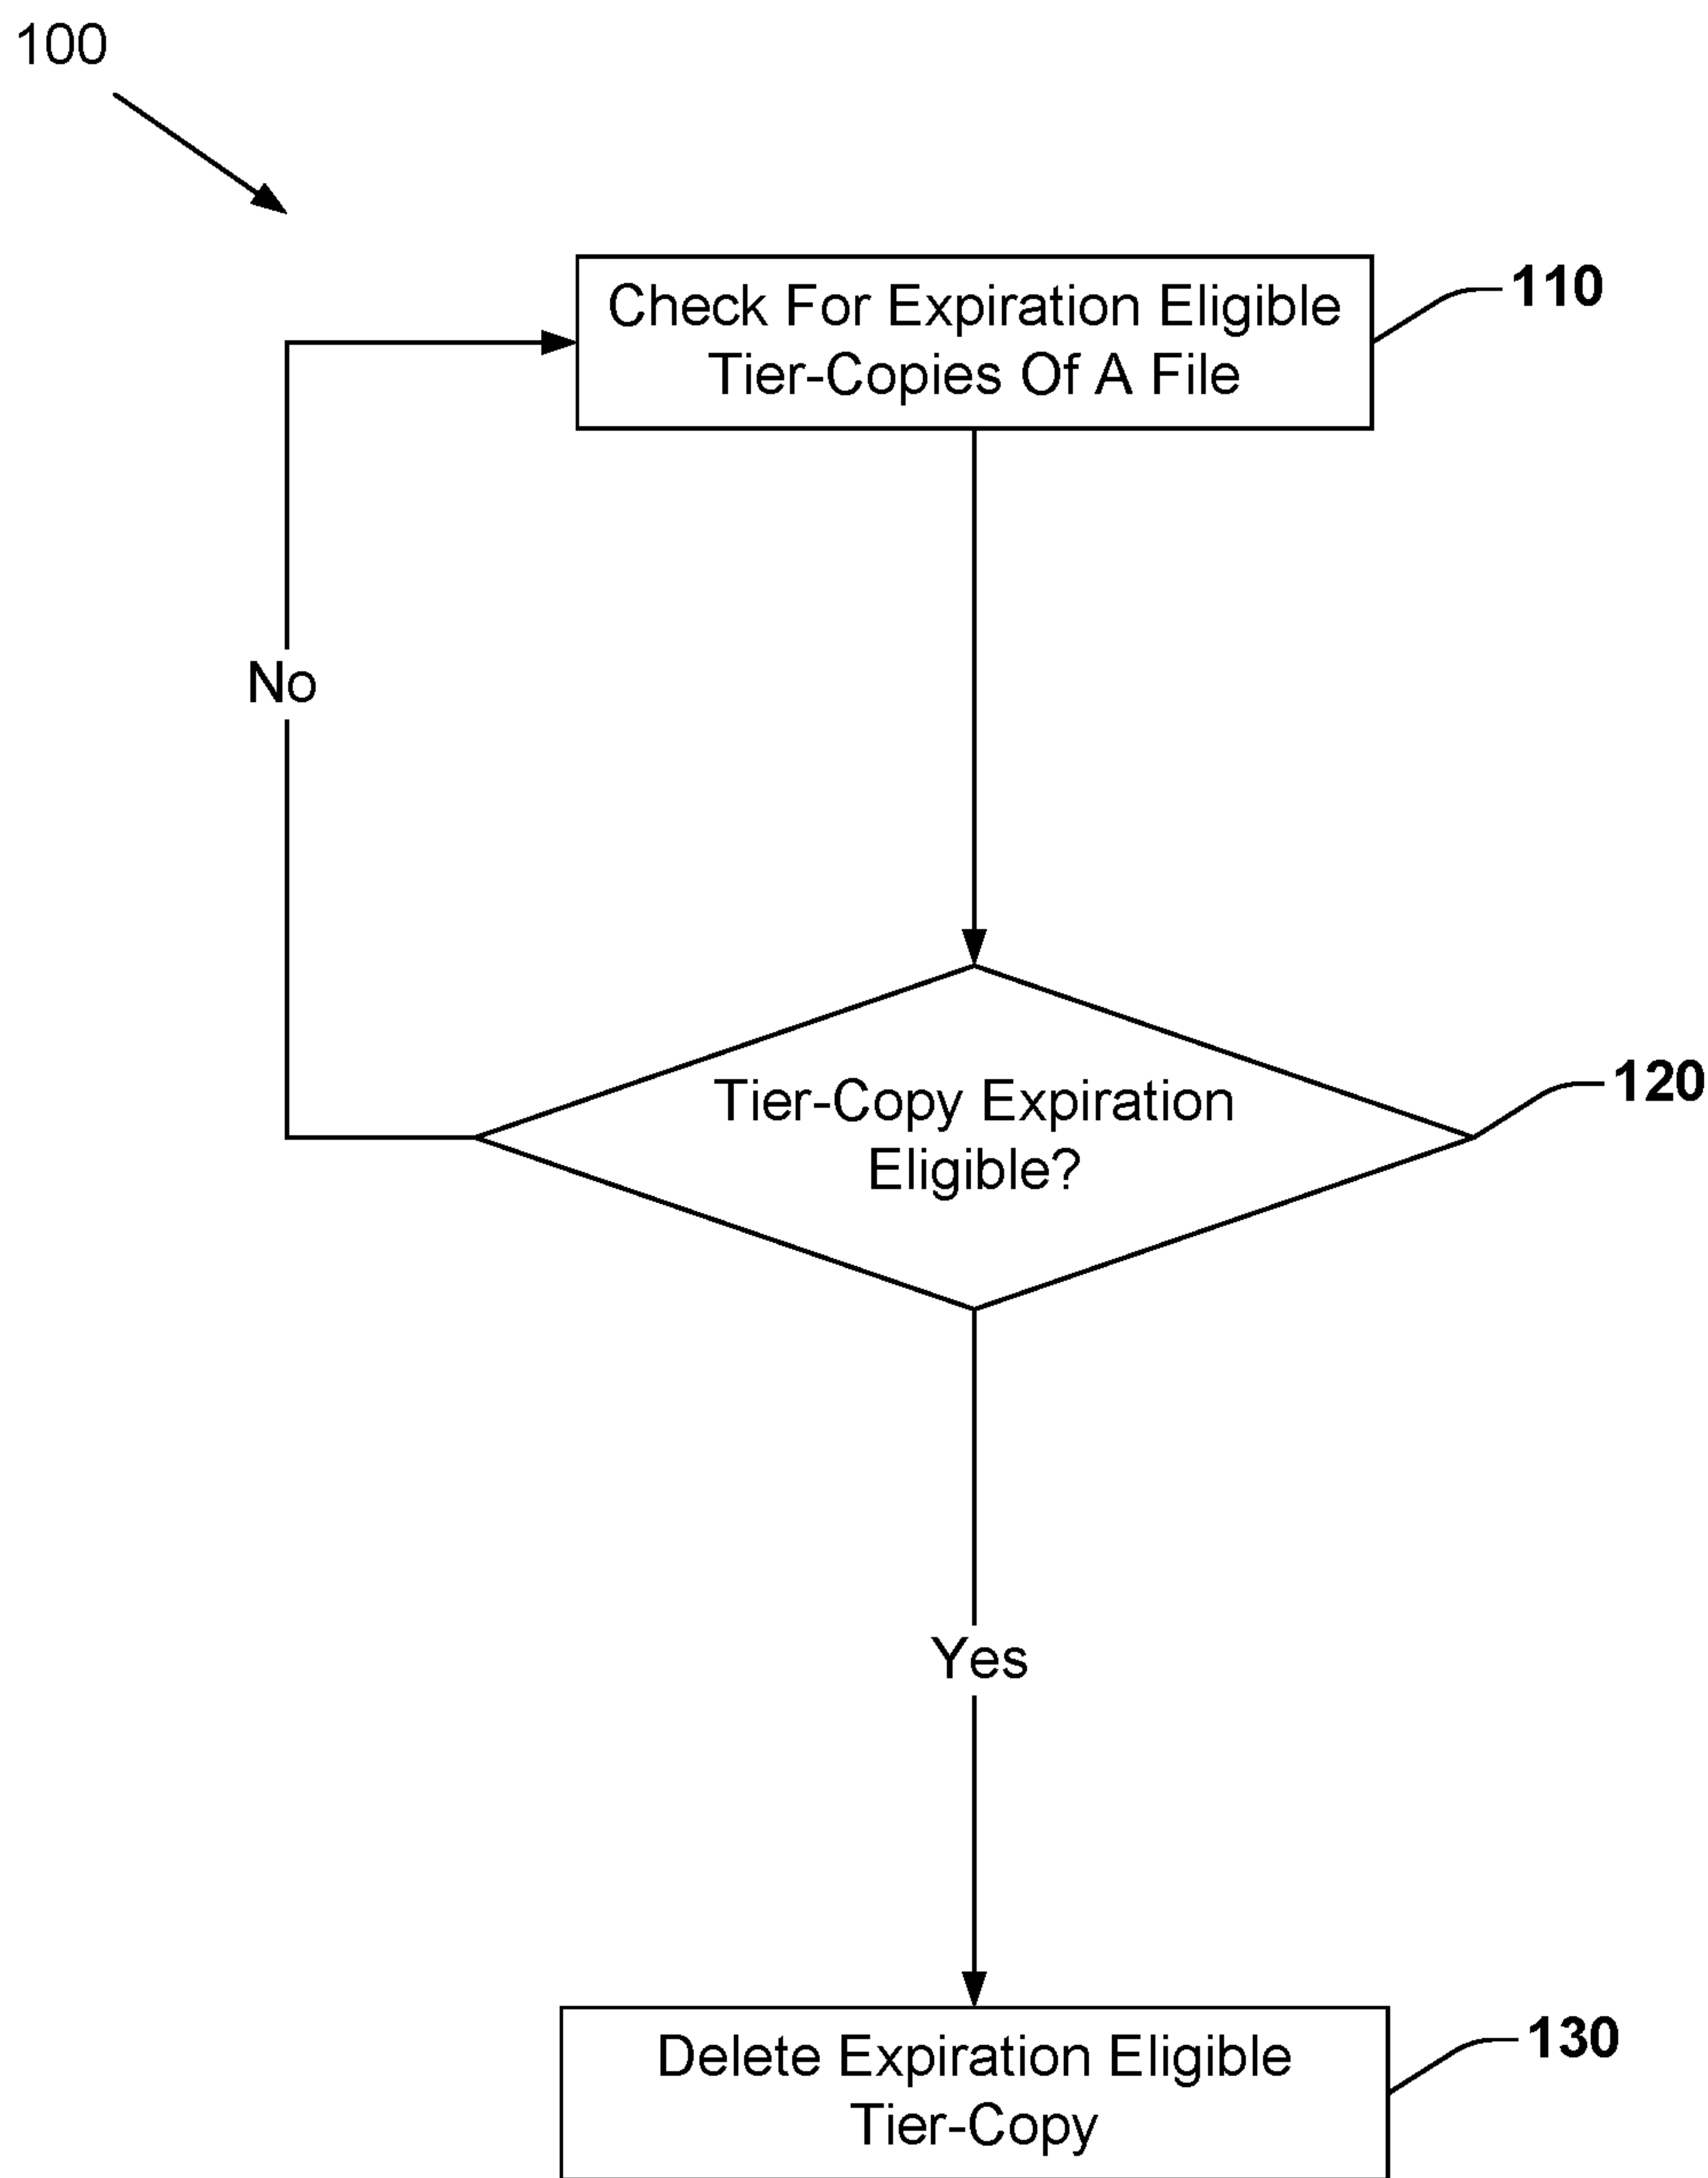 100
Check For Expiration Eligible
Tier-Copies Of A File
110
No
Tier-Copy Expiration
Eligible?
120
Yes
Delete Expiration Eligible
Tier-Copy
130